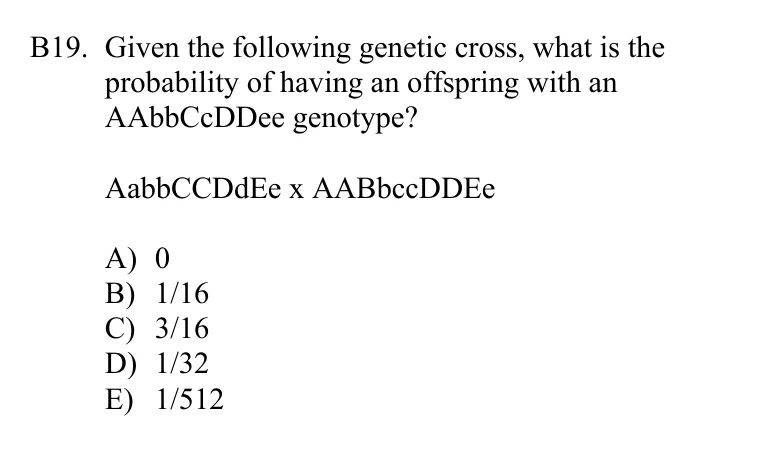 B19. Given the following genetic cross, what is the
probability of having an offspring with an
AAbbCcDDee genotype?
AabbCCDdEe x AABbccDDEe
A) 0
B) 1/16
C) 3/16
D) 1/32
E) 1/512